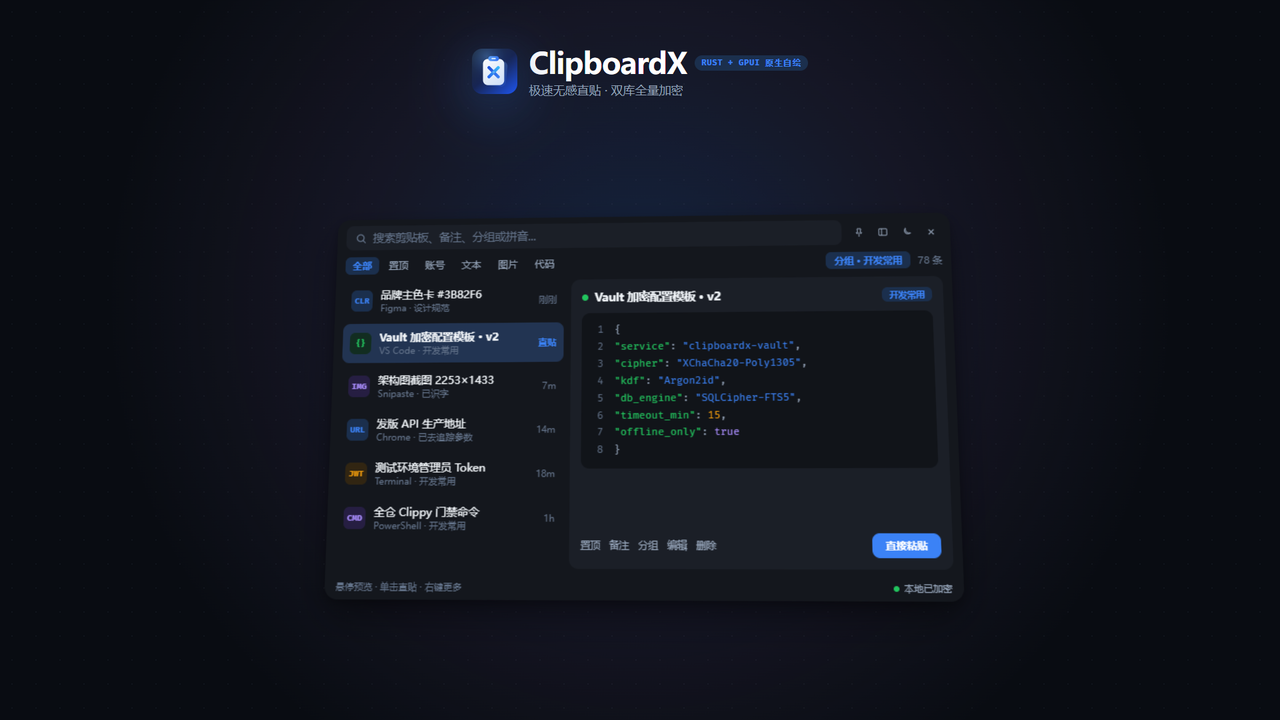 ClipboardX RUST + GPUI 原生自绘
极速无感直贴 · 双库全量加密
搜索剪贴板、备注、分组或拼音...
全部 置顶 账号 文本 图片 代码
分组 • 开发常用 78 条
CLR 品牌主色卡 #3B82F6 刚刚
Figma · 设计规范
{} Vault 加密配置模板 • v2 直贴
VS Code · 开发常用
IMG 架构图截图 2253×1433 7m
Snipaste · 已识字
URL 发版 API 生产地址 14m
Chrome · 已去追踪参数
JWT 测试环境管理员 Token 18m
Terminal · 开发常用
CMD 全仓 Clippy 门禁命令 1h
PowerShell · 开发常用
Vault 加密配置模板 • v2 开发常用
1 {
2 "service": "clipboardx-vault",
3 "cipher": "XChaCha20-Poly1305",
4 "kdf": "Argon2id",
5 "db_engine": "SQLCipher-FTS5",
6 "timeout_min": 15,
7 "offline_only": true
8 }
置顶 备注 分组 编辑 删除 直接粘贴
悬停预览 · 单击直贴 · 右键更多
本地已加密